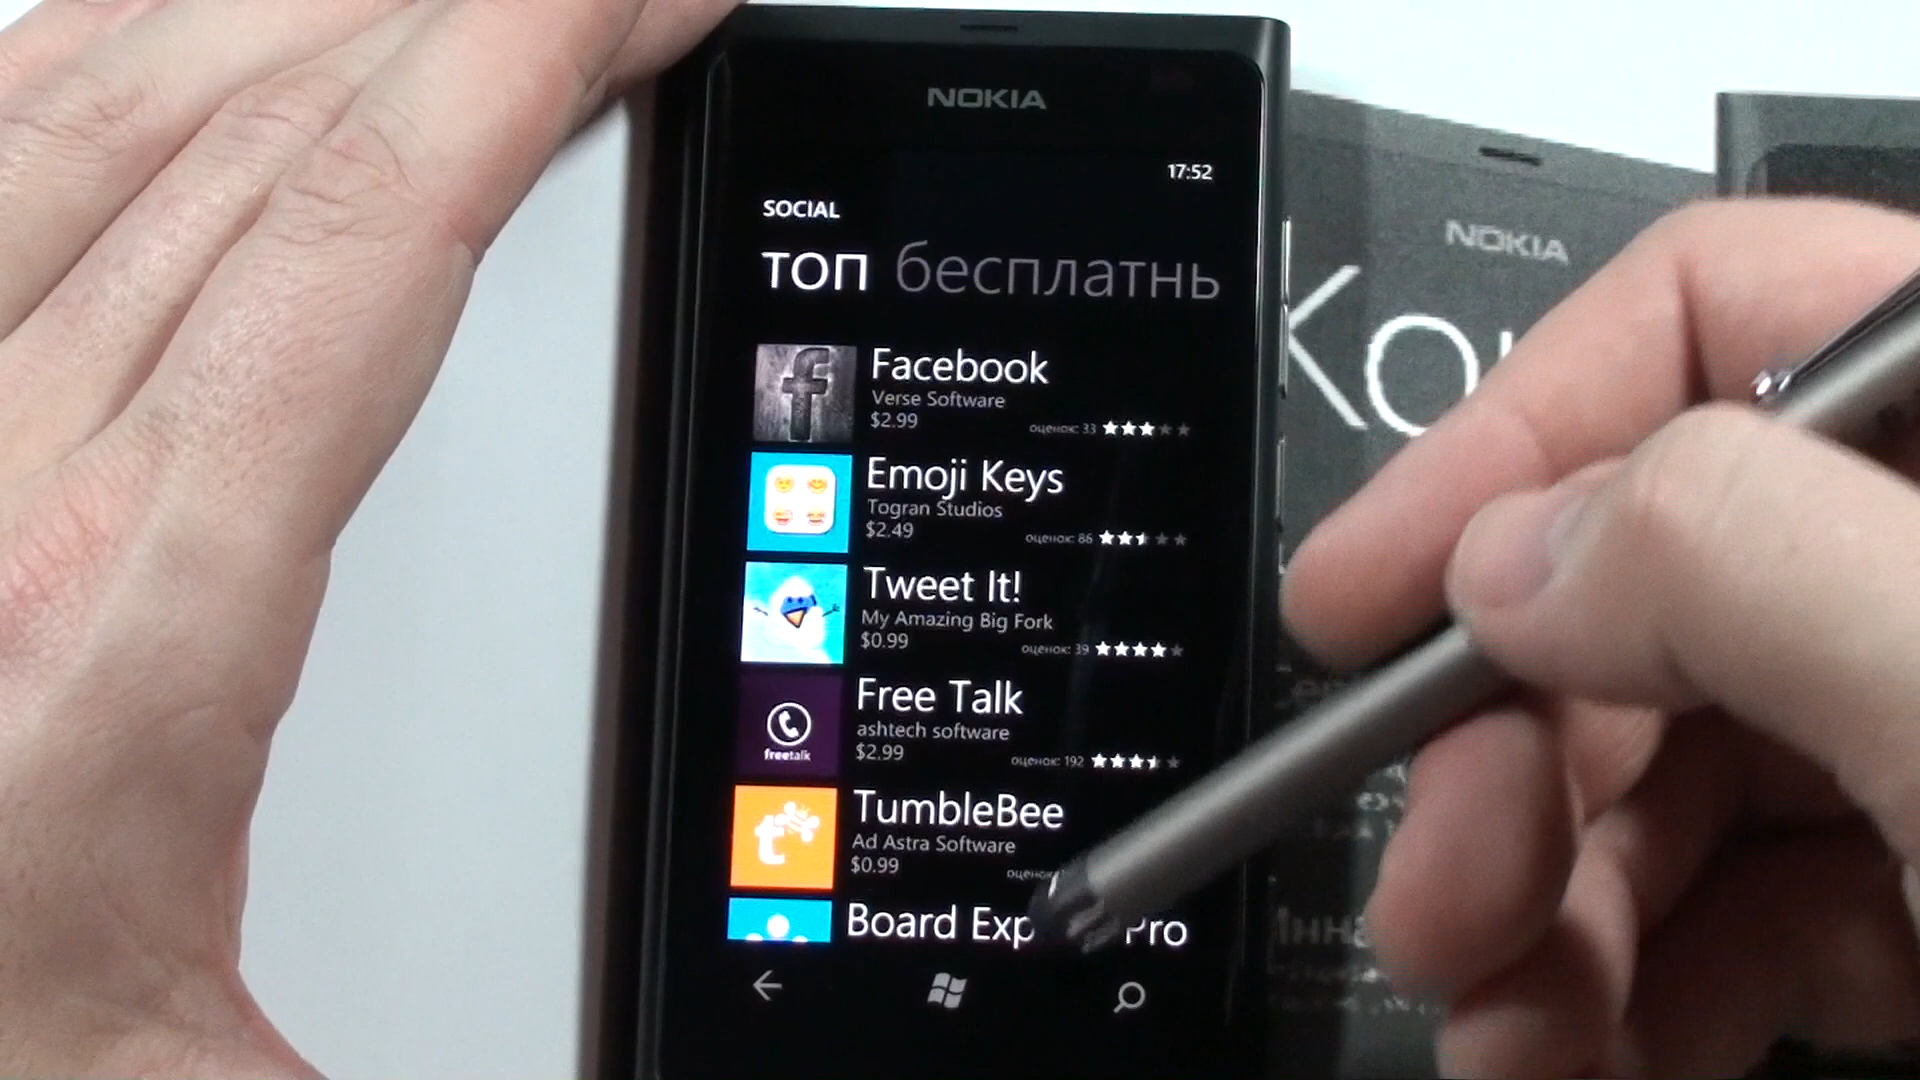 NOKIA
17:52
SOCIAL
топ бесплатнь
Facebook
Verse Software
$2.99
оценок: 33
Emoji Keys
Togran Studios
$2.49
оценок: 86
Tweet It!
My Amazing Big Fork
$0.99
оценок: 39
Free Talk
ashtech software
$2.99
оценок: 192
freetalk
TumbleBee
Ad Astra Software
$0.99
оценок
Board Exp Pro
NOKIA